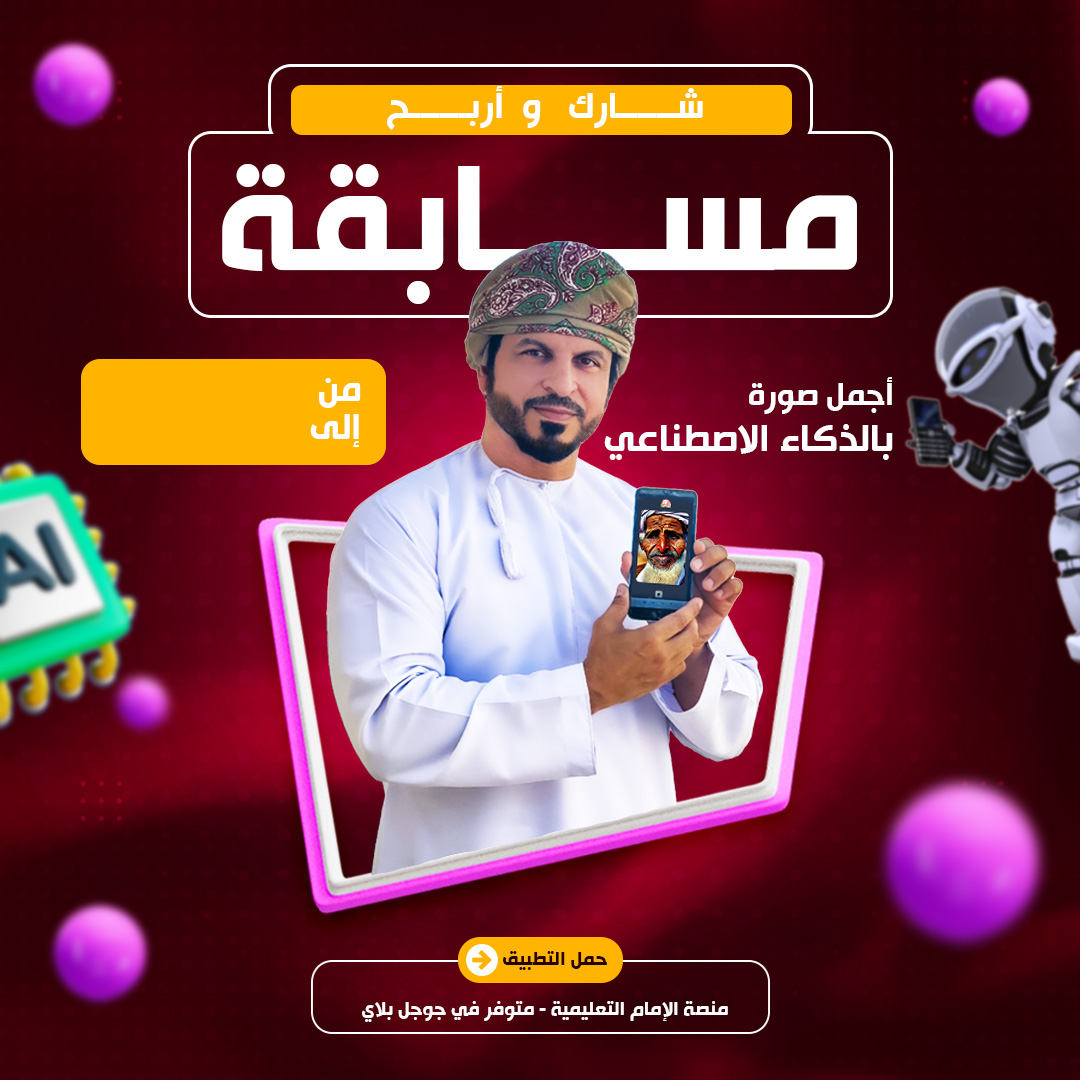 شارك و أربح
مسابقة
أجمل صورة
بالذكاء الاصطناعي
من
إلى
AI
حمل التطبيق
منصة الإمام التعليمية - متوفر في جوجل بلاي